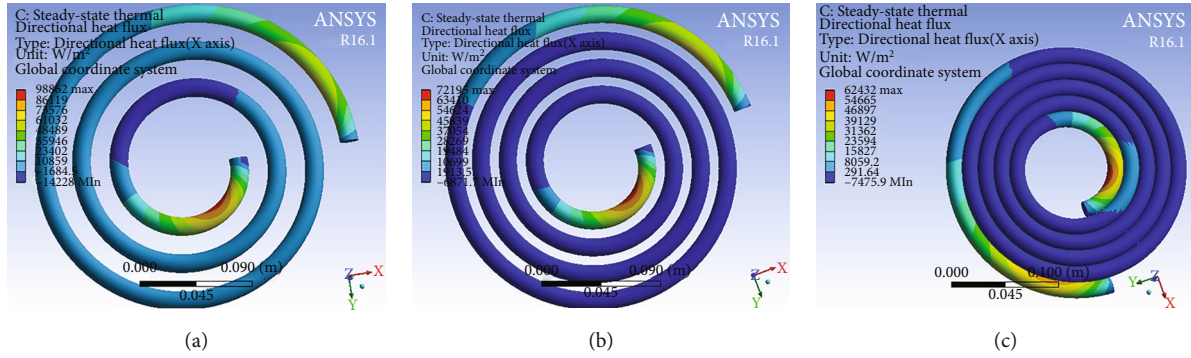 C: Steady-state thermal
Directional heat flux
Type: Directional heat flux(X axis)
Unit: W/m²
Global coordinate system
98862 max
86119
73576
61032
48489
35946
23402
10859
–1684.5
–14228 MIn
ANSYS
R16.1
0.000
0.090 (m)
0.045
Z
X
Y
(a)
C: Steady-state thermal
Directional heat flux
Type: Directional heat flux(X axis)
Unit: W/m²
Global coordinate system
72195 max
63410
54624
45839
37054
28269
19484
10699
1913.5
–6871.7 MIn
ANSYS
R16.1
0.000
0.090 (m)
0.045
Z
X
Y
(b)
C: Steady-state thermal
Directional heat flux
Type: Directional heat flux(X axis)
Unit: W/m²
Global coordinate system
62432 max
54665
46897
39129
31362
23594
15827
8059.2
291.64
–7475.9 MIn
ANSYS
R16.1
0.000
0.100 (m)
0.045
Y
Z
X
(c)